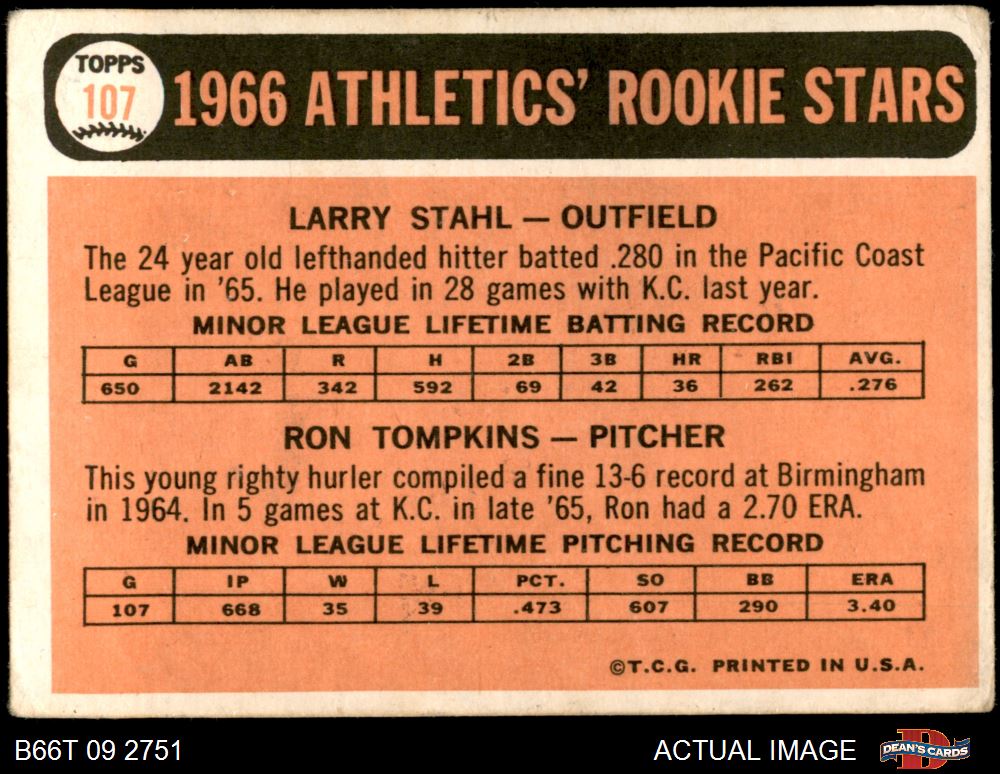 TOPPS
107
1966 ATHLETICS' ROOKIE STARS
LARRY STAHL — OUTFIELD
The 24 year old lefthanded hitter batted .280 in the Pacific Coast
League in '65. He played in 28 games with K.C. last year.
MINOR LEAGUE LIFETIME BATTING RECORD
G AB R H 2B 3B HR RBI AVG.
650 2142 342 592 69 42 36 262 .276
RON TOMPKINS — PITCHER
This young righty hurler compiled a fine 13-6 record at Birmingham
in 1964. In 5 games at K.C. in late '65, Ron had a 2.70 ERA.
MINOR LEAGUE LIFETIME PITCHING RECORD
G IP W L PCT. SO BB ERA
107 668 35 39 .473 607 290 3.40
©T.C.G. PRINTED IN U.S.A.
B66T 09 2751 ACTUAL IMAGE DEAN'S CARDS